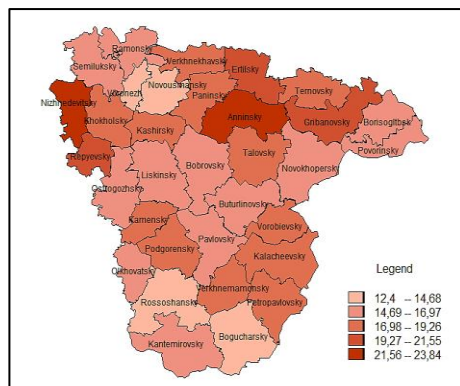 Ramonsky
Semiluksky
Verkhnekhavsky
Ertilsky
Voronezh
Novousmansky
Nizhnedevitsky
Paninsky
Ternovsky
Khokholsky
Anninsky
Gribanovsky
Borisoglbsk
Kashirsky
Povorinsky
Repyevsky
Talovsky
Liskinsky
Bobrovsky
Novokhopersky
Ostrogozhsky
Buturlinovsky
Kamensky
Vorobievsky
Pavlovsky
Podgorensky
Kalacheevsky
Olkhovatsky
Verkhnemamonsky
Rossoshansky
Petropavlovsky
Bogucharsky
Kantemirovsky
Legend
12,4 – 14,68
14,69 – 16,97
16,98 – 19,26
19,27 – 21,55
21,56 – 23,84